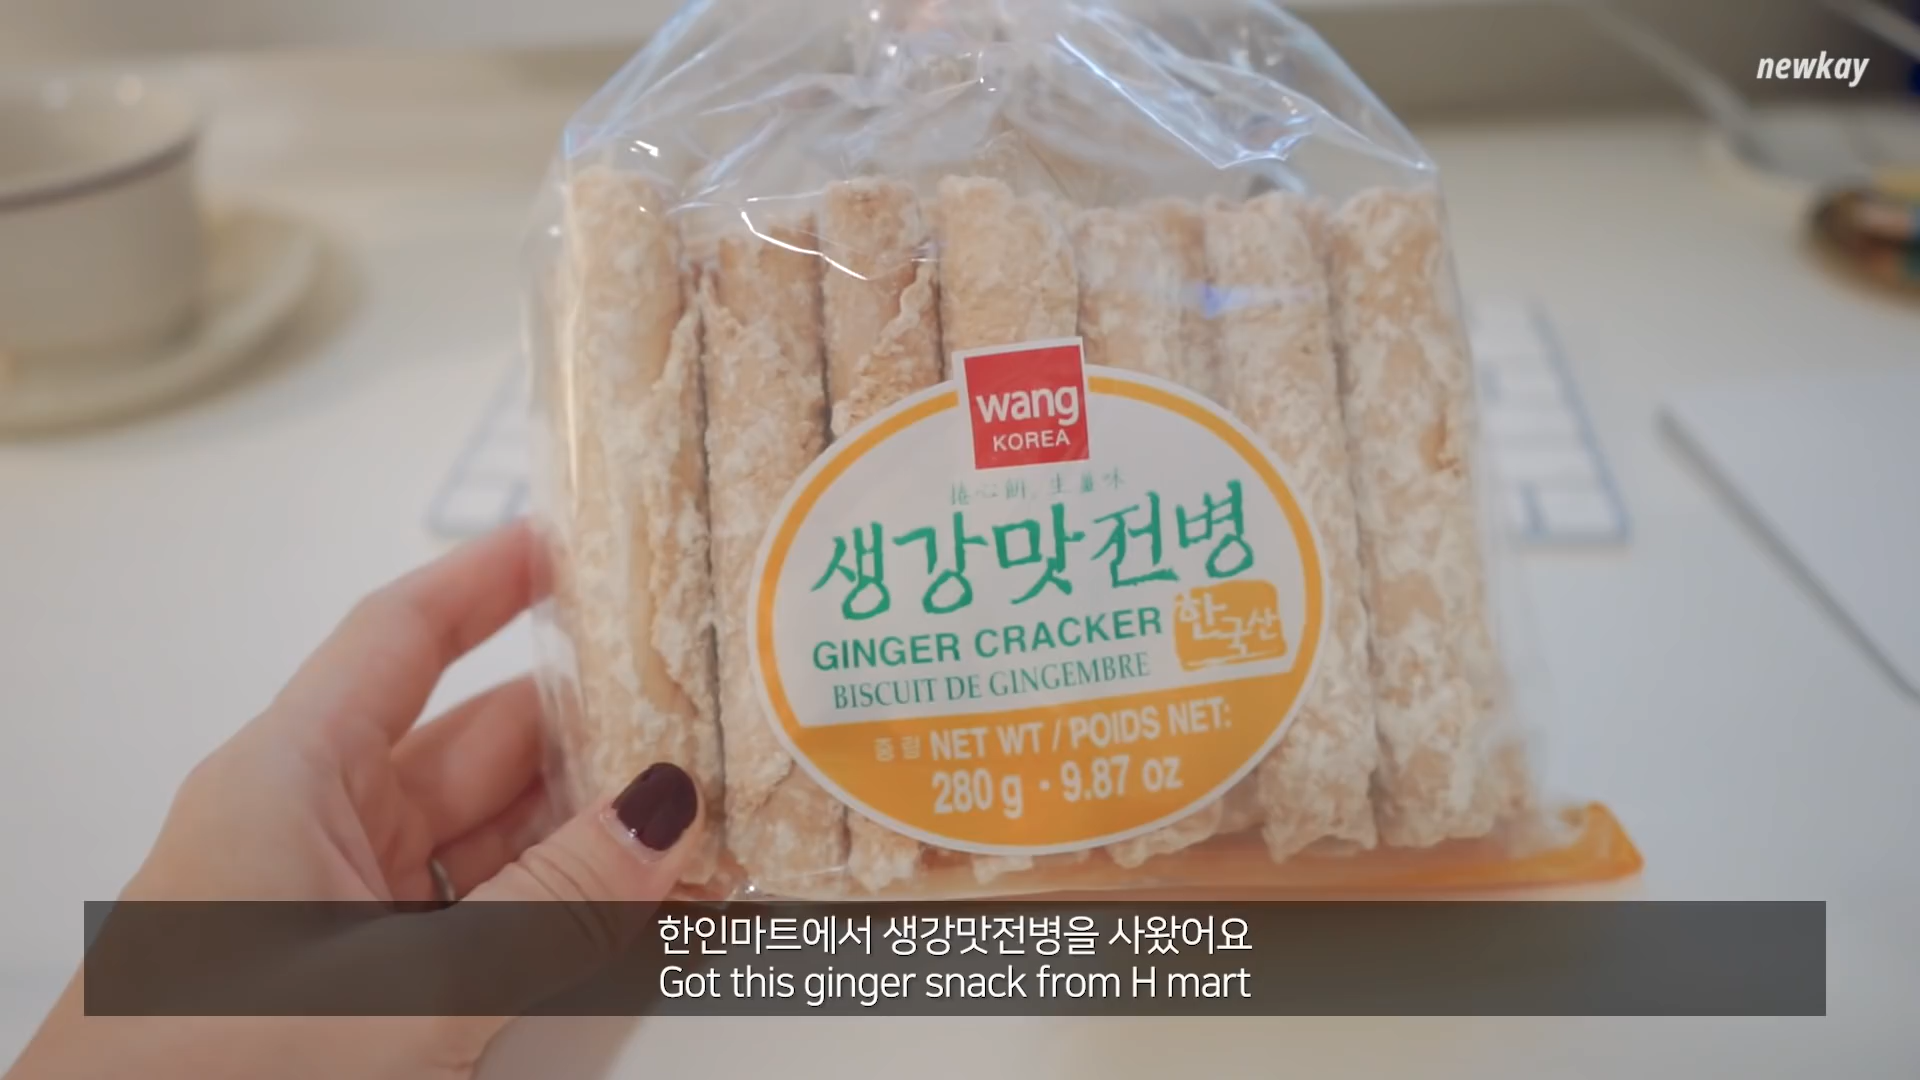 newkay
wang
KOREA
생강맛전병
GINGER CRACKER
한국산
BISCUIT DE GINGEMBRE
중량 NET WT / POIDS NET:
280 g · 9.87 oz
한인마트에서 생강맛전병을 사왔어요
Got this ginger snack from H mart